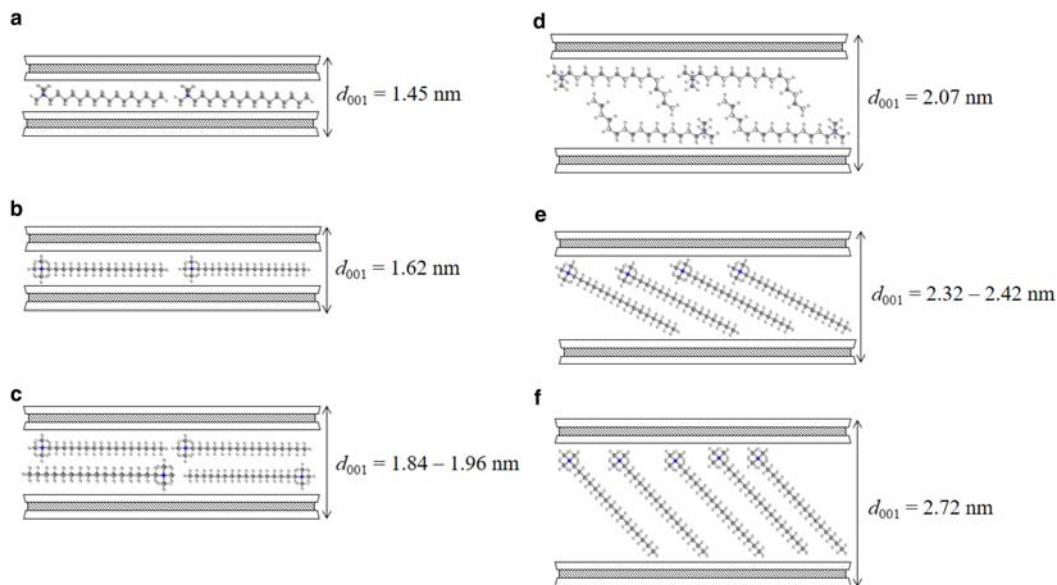 a
d₀₀₁ = 1.45 nm
b
d₀₀₁ = 1.62 nm
c
d₀₀₁ = 1.84 – 1.96 nm
d
d₀₀₁ = 2.07 nm
e
d₀₀₁ = 2.32 – 2.42 nm
f
d₀₀₁ = 2.72 nm